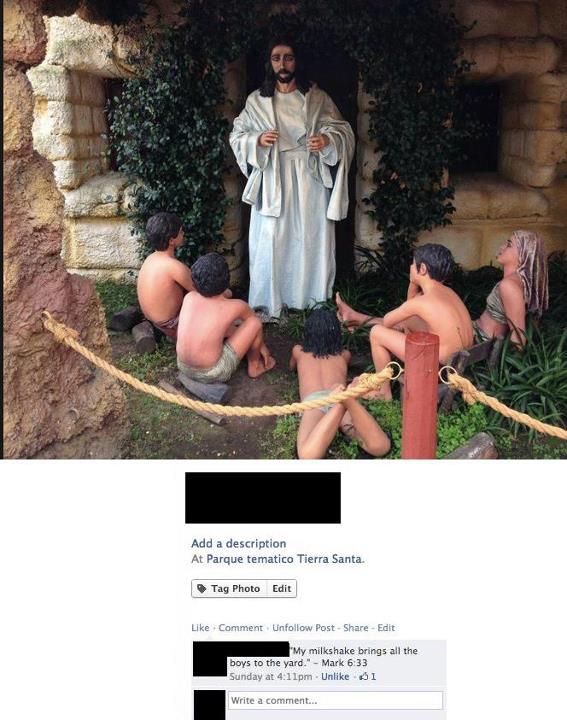 Add a description
At Parque tematico Tierra Santa.
Tag Photo Edit
Like · Comment · Unfollow Post · Share · Edit
"My milkshake brings all the
boys to the yard." ~ Mark 6:33
Sunday at 4:11pm · Unlike · 1
Write a comment...